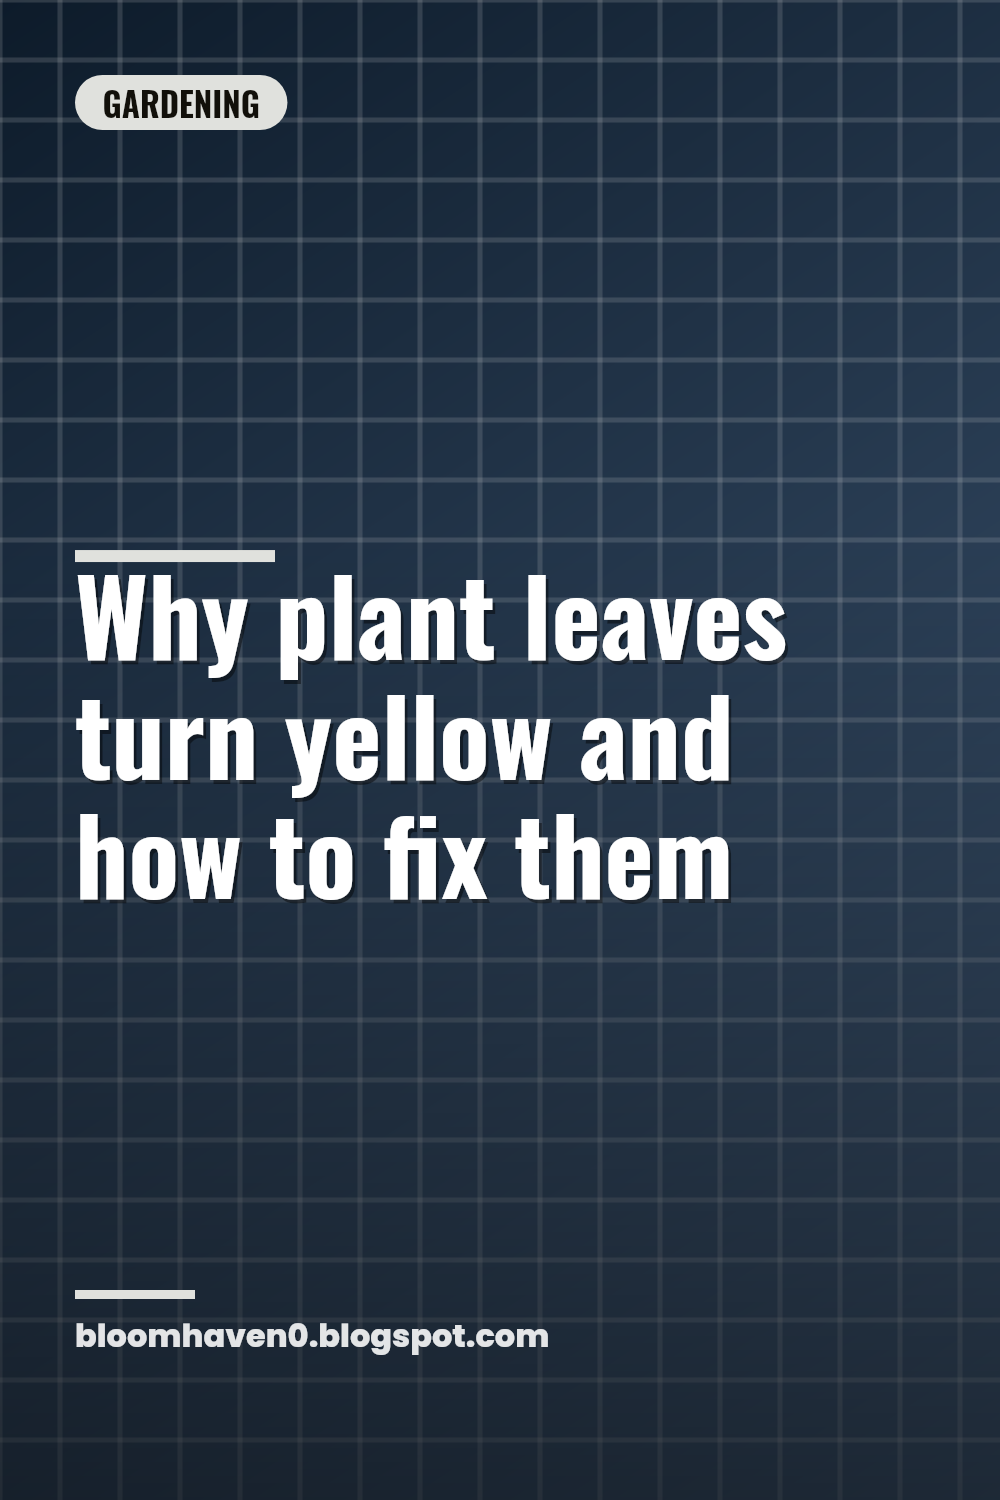 GARDENING
Why plant leaves
turn yellow and
how to fix them
bloomhaven0.blogspot.com